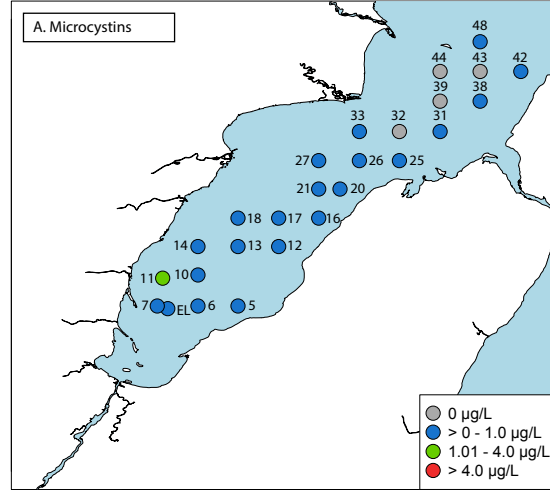 A. Microcystins
48
44 43 42
39 38
33 32 31
27 26 25
21 20
18 17 16
14 13 12
11 10
7 EL 6 5
0 µg/L
> 0 - 1.0 µg/L
1.01 - 4.0 µg/L
> 4.0 µg/L